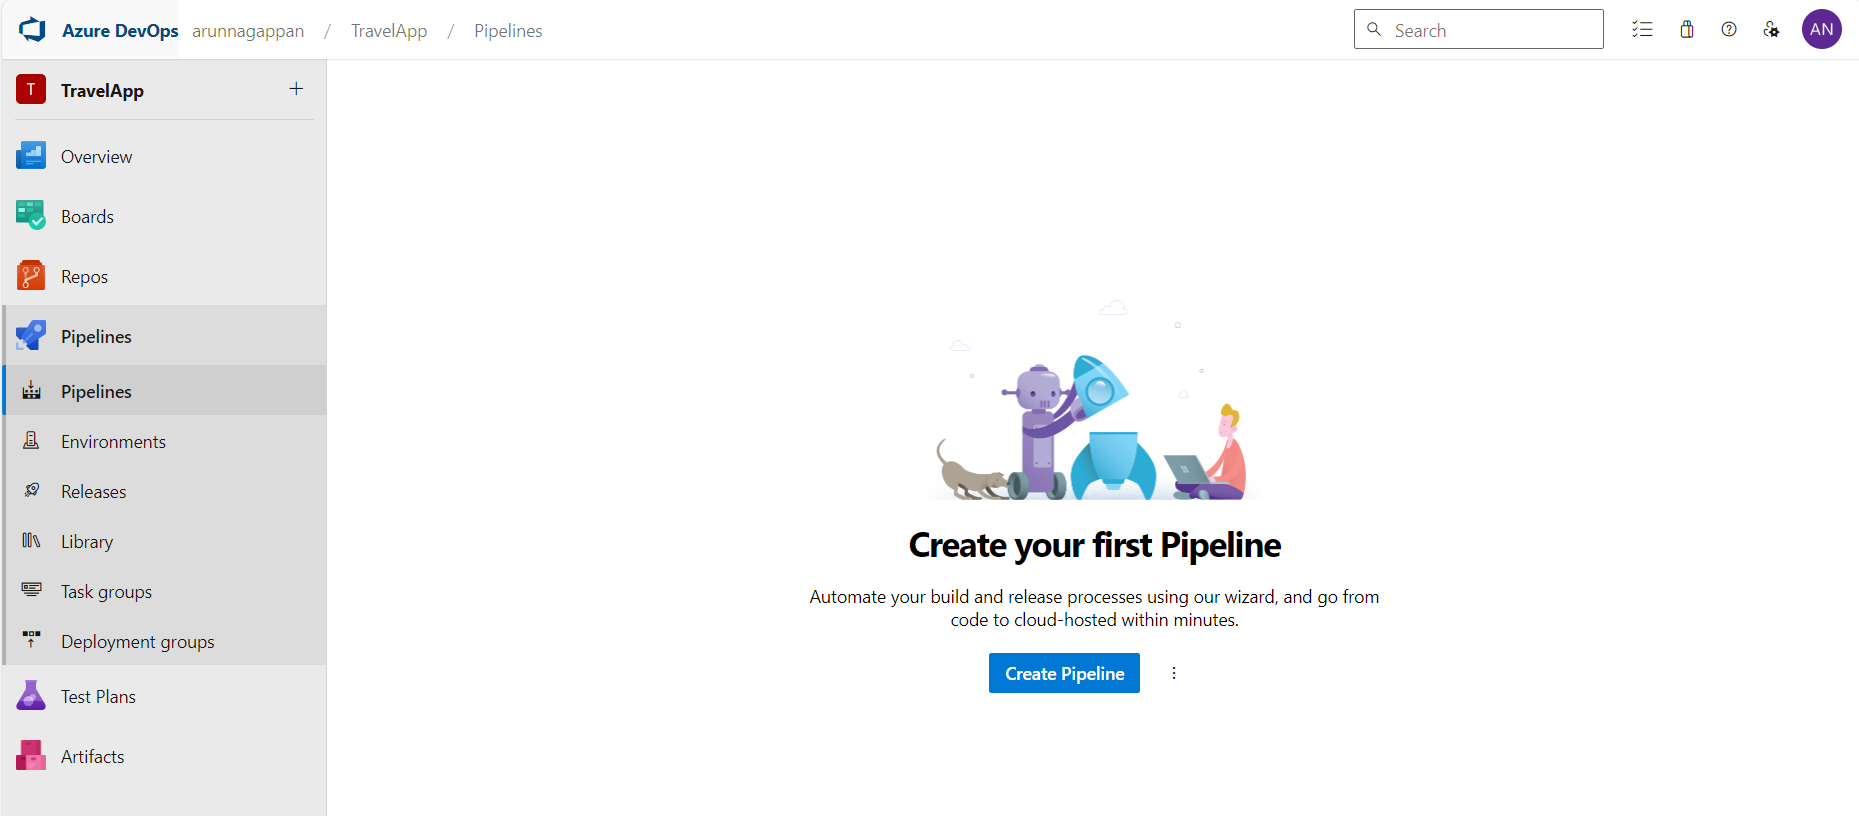 Azure DevOps arunnagappan / TravelApp / Pipelines Search AN
T TravelApp +
Overview
Boards
Repos
Pipelines
Pipelines
Environments
Releases
Library
Task groups
Deployment groups
Test Plans
Artifacts
Create your first Pipeline
Automate your build and release processes using our wizard, and go from
code to cloud-hosted within minutes.
Create Pipeline